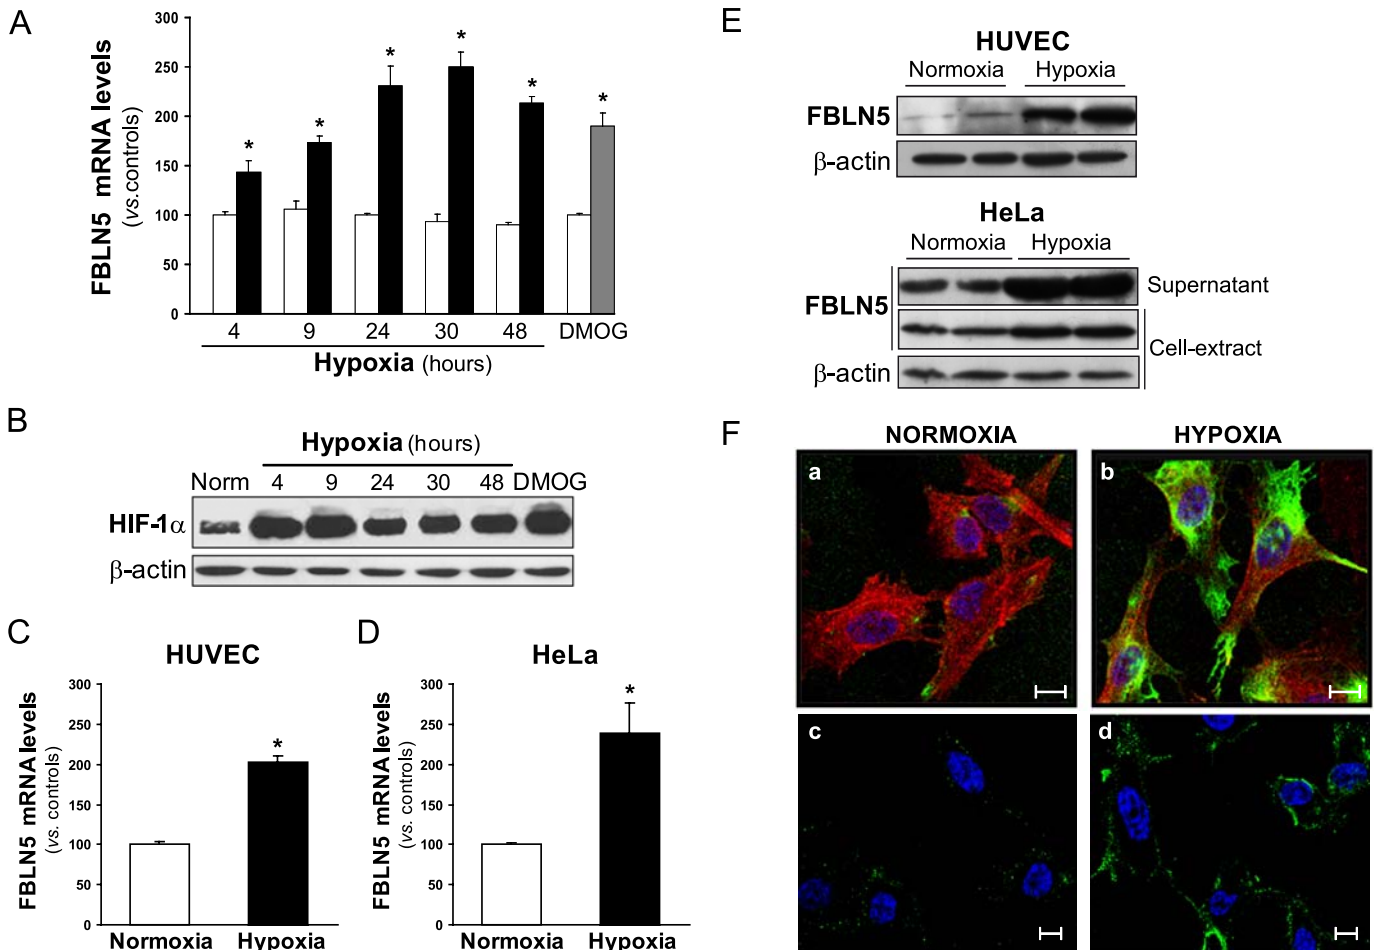 A
FBLN5 mRNA levels
(vs.controls)
300
250
200
150
100
50
0
*
*
*
*
*
*
4 9 24 30 48 DMOG
Hypoxia (hours)
B
Hypoxia (hours)
Norm 4 9 24 30 48 DMOG
HIF-1α
β-actin
C
HUVEC
FBLN5 mRNA levels
(vs. controls)
300
250
200
150
100
50
0
*
Normoxia Hypoxia
D
HeLa
FBLN5 mRNA levels
(vs. controls)
300
250
200
150
100
50
0
*
Normoxia Hypoxia
E
HUVEC
Normoxia Hypoxia
FBLN5
β-actin
HeLa
Normoxia Hypoxia
FBLN5
Supernatant
Cell-extract
β-actin
F
NORMOXIA HYPOXIA
a b
c d